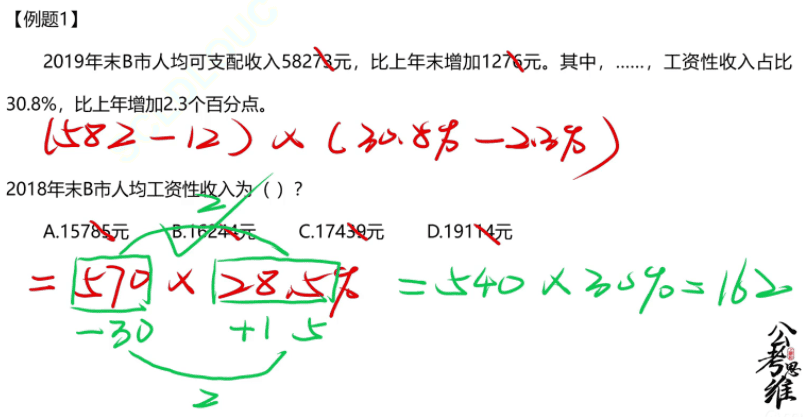 【例题1】
2019年末B市人均可支配收入58273元，比上年末增加1276元。其中，……，工资性收入占比
30.8%，比上年增加2.3个百分点。
(582-12)×(30.8%-2.3%)
2018年末B市人均工资性收入为（ ）？
2
A.15785元 B.16244元 C.17439元 D.19114元
=570×28.5% =540×30%=162
-30 +1.5
2
公考思维